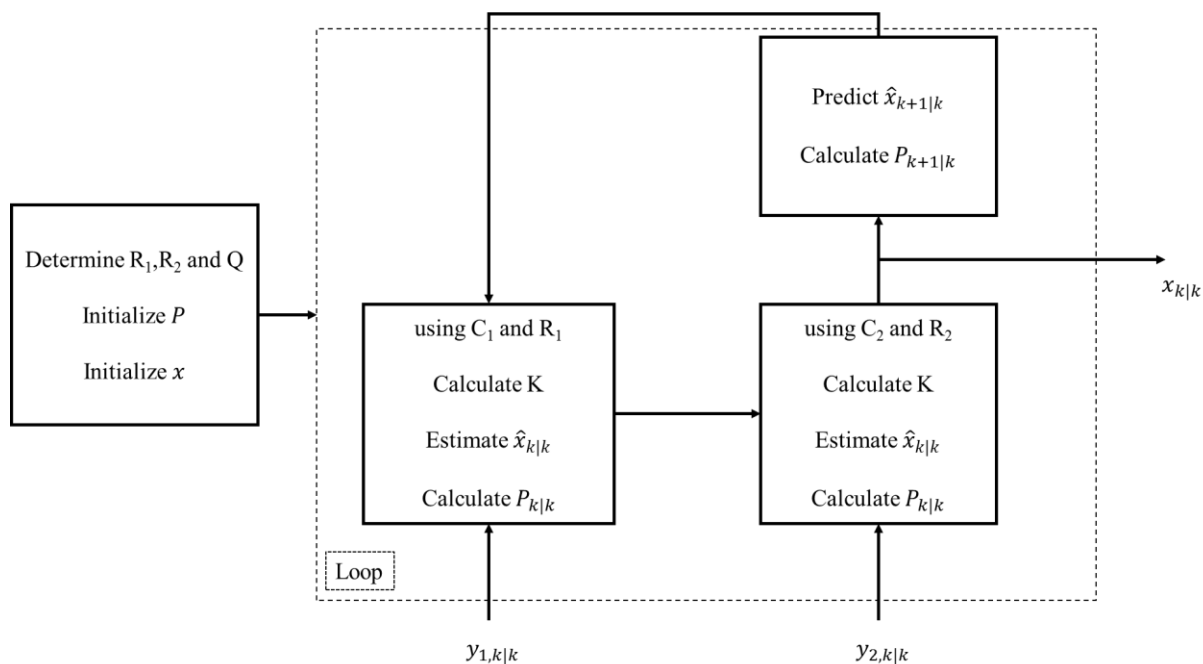 Determine R₁,R₂ and Q
Initialize P
Initialize x
Predict x̂ₖ₊₁|ₖ
Calculate Pₖ₊₁|ₖ
xₖ|ₖ
using C₁ and R₁
Calculate K
Estimate x̂ₖ|ₖ
Calculate Pₖ|ₖ
using C₂ and R₂
Calculate K
Estimate x̂ₖ|ₖ
Calculate Pₖ|ₖ
Loop
y₁,ₖ|ₖ
y₂,ₖ|ₖ